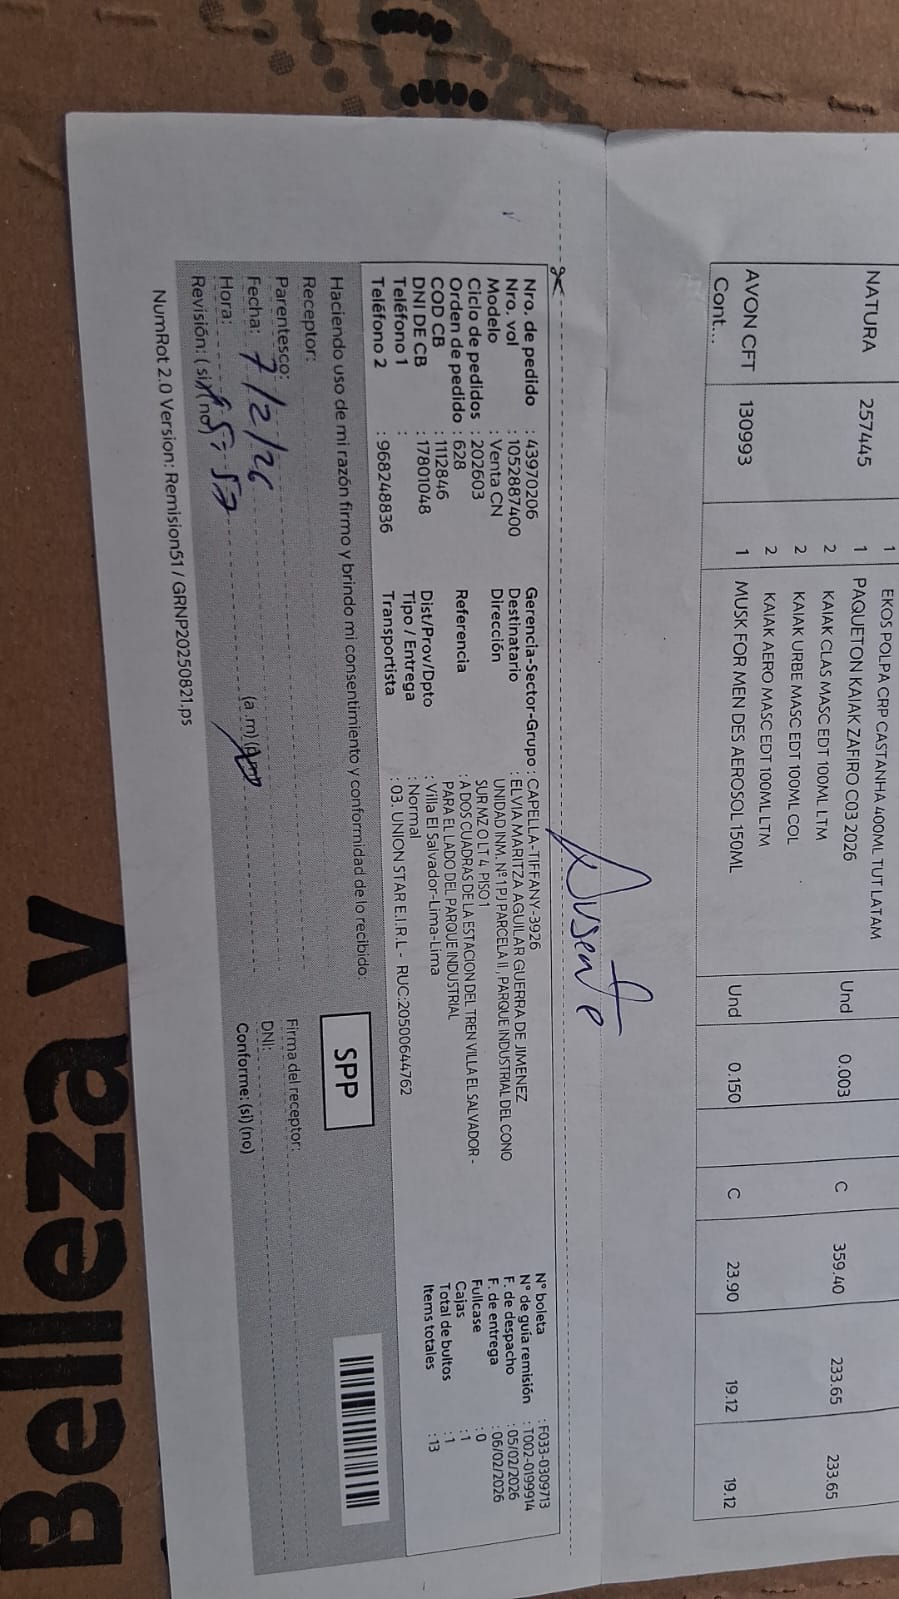 1 EKOS POLPA CRP CASTANHA 400ML TUT LATAM
NATURA 257445 1 PAQUETON KAIAK ZAFIRO C03 2026 Und 0.003 C 359.40 233.65 233.65
2 KAIAK CLAS MASC EDT 100ML LTM
2 KAIAK URBE MASC EDT 100ML COL
2 KAIAK AERO MASC EDT 100ML LTM
AVON CFT 130993 1 MUSK FOR MEN DES AEROSOL 150ML Und 0.150 C 23.90 19.12 19.12
Cont...
Ausente
Nro. de pedido : 43970206
Nro. vol : 1052887400
Modelo : Venta CN
Ciclo de pedidos : 202603
Orden de pedido : 628
COD CB : 1112846
DNI DE CB : 17801048
Teléfono 1 :
Teléfono 2 : 968248836
Gerencia-Sector-Grupo : CAPELLA-TIFFANY-3926
Destinatario : ELVIA MARITZA AGUILAR GUERRA DE JIMENEZ
Dirección UNIDAD INM. Nº 1 PJ PARCELA II, PARQUE INDUSTRIAL DEL CONO
SUR MZ O LT 4 PISO 1
Referencia : A DOS CUADRAS DE LA ESTACION DEL TREN VILLA EL SALVADOR -
PARA EL LADO DEL PARQUE INDUSTRIAL
Dist/Prov/Dpto : Villa El Salvador-Lima-Lima
Tipo / Entrega : Normal
Transportista : 03. UNION STAR E.I.R.L - RUC:20500644762
N° boleta : F033-0309713
N° de guía remisión : T002-0199914
F. de despacho : 05/02/2026
F. de entrega : 06/02/2026
Fullcase : 0
Cajas : 1
Total de bultos : 1
Items totales : 13
Haciendo uso de mi razón firmo y brindo mi consentimiento y conformidad de lo recibido:
SPP
Receptor:
Parentesco:
Fecha: 7/2/26
Hora: (a .m)
Revisión: ( si) (no)
Firma del receptor:
DNI:
Conforme: (si) (no)
NumRot 2.0 Version: Remision51 / GRNP20250821.ps
Belleza y